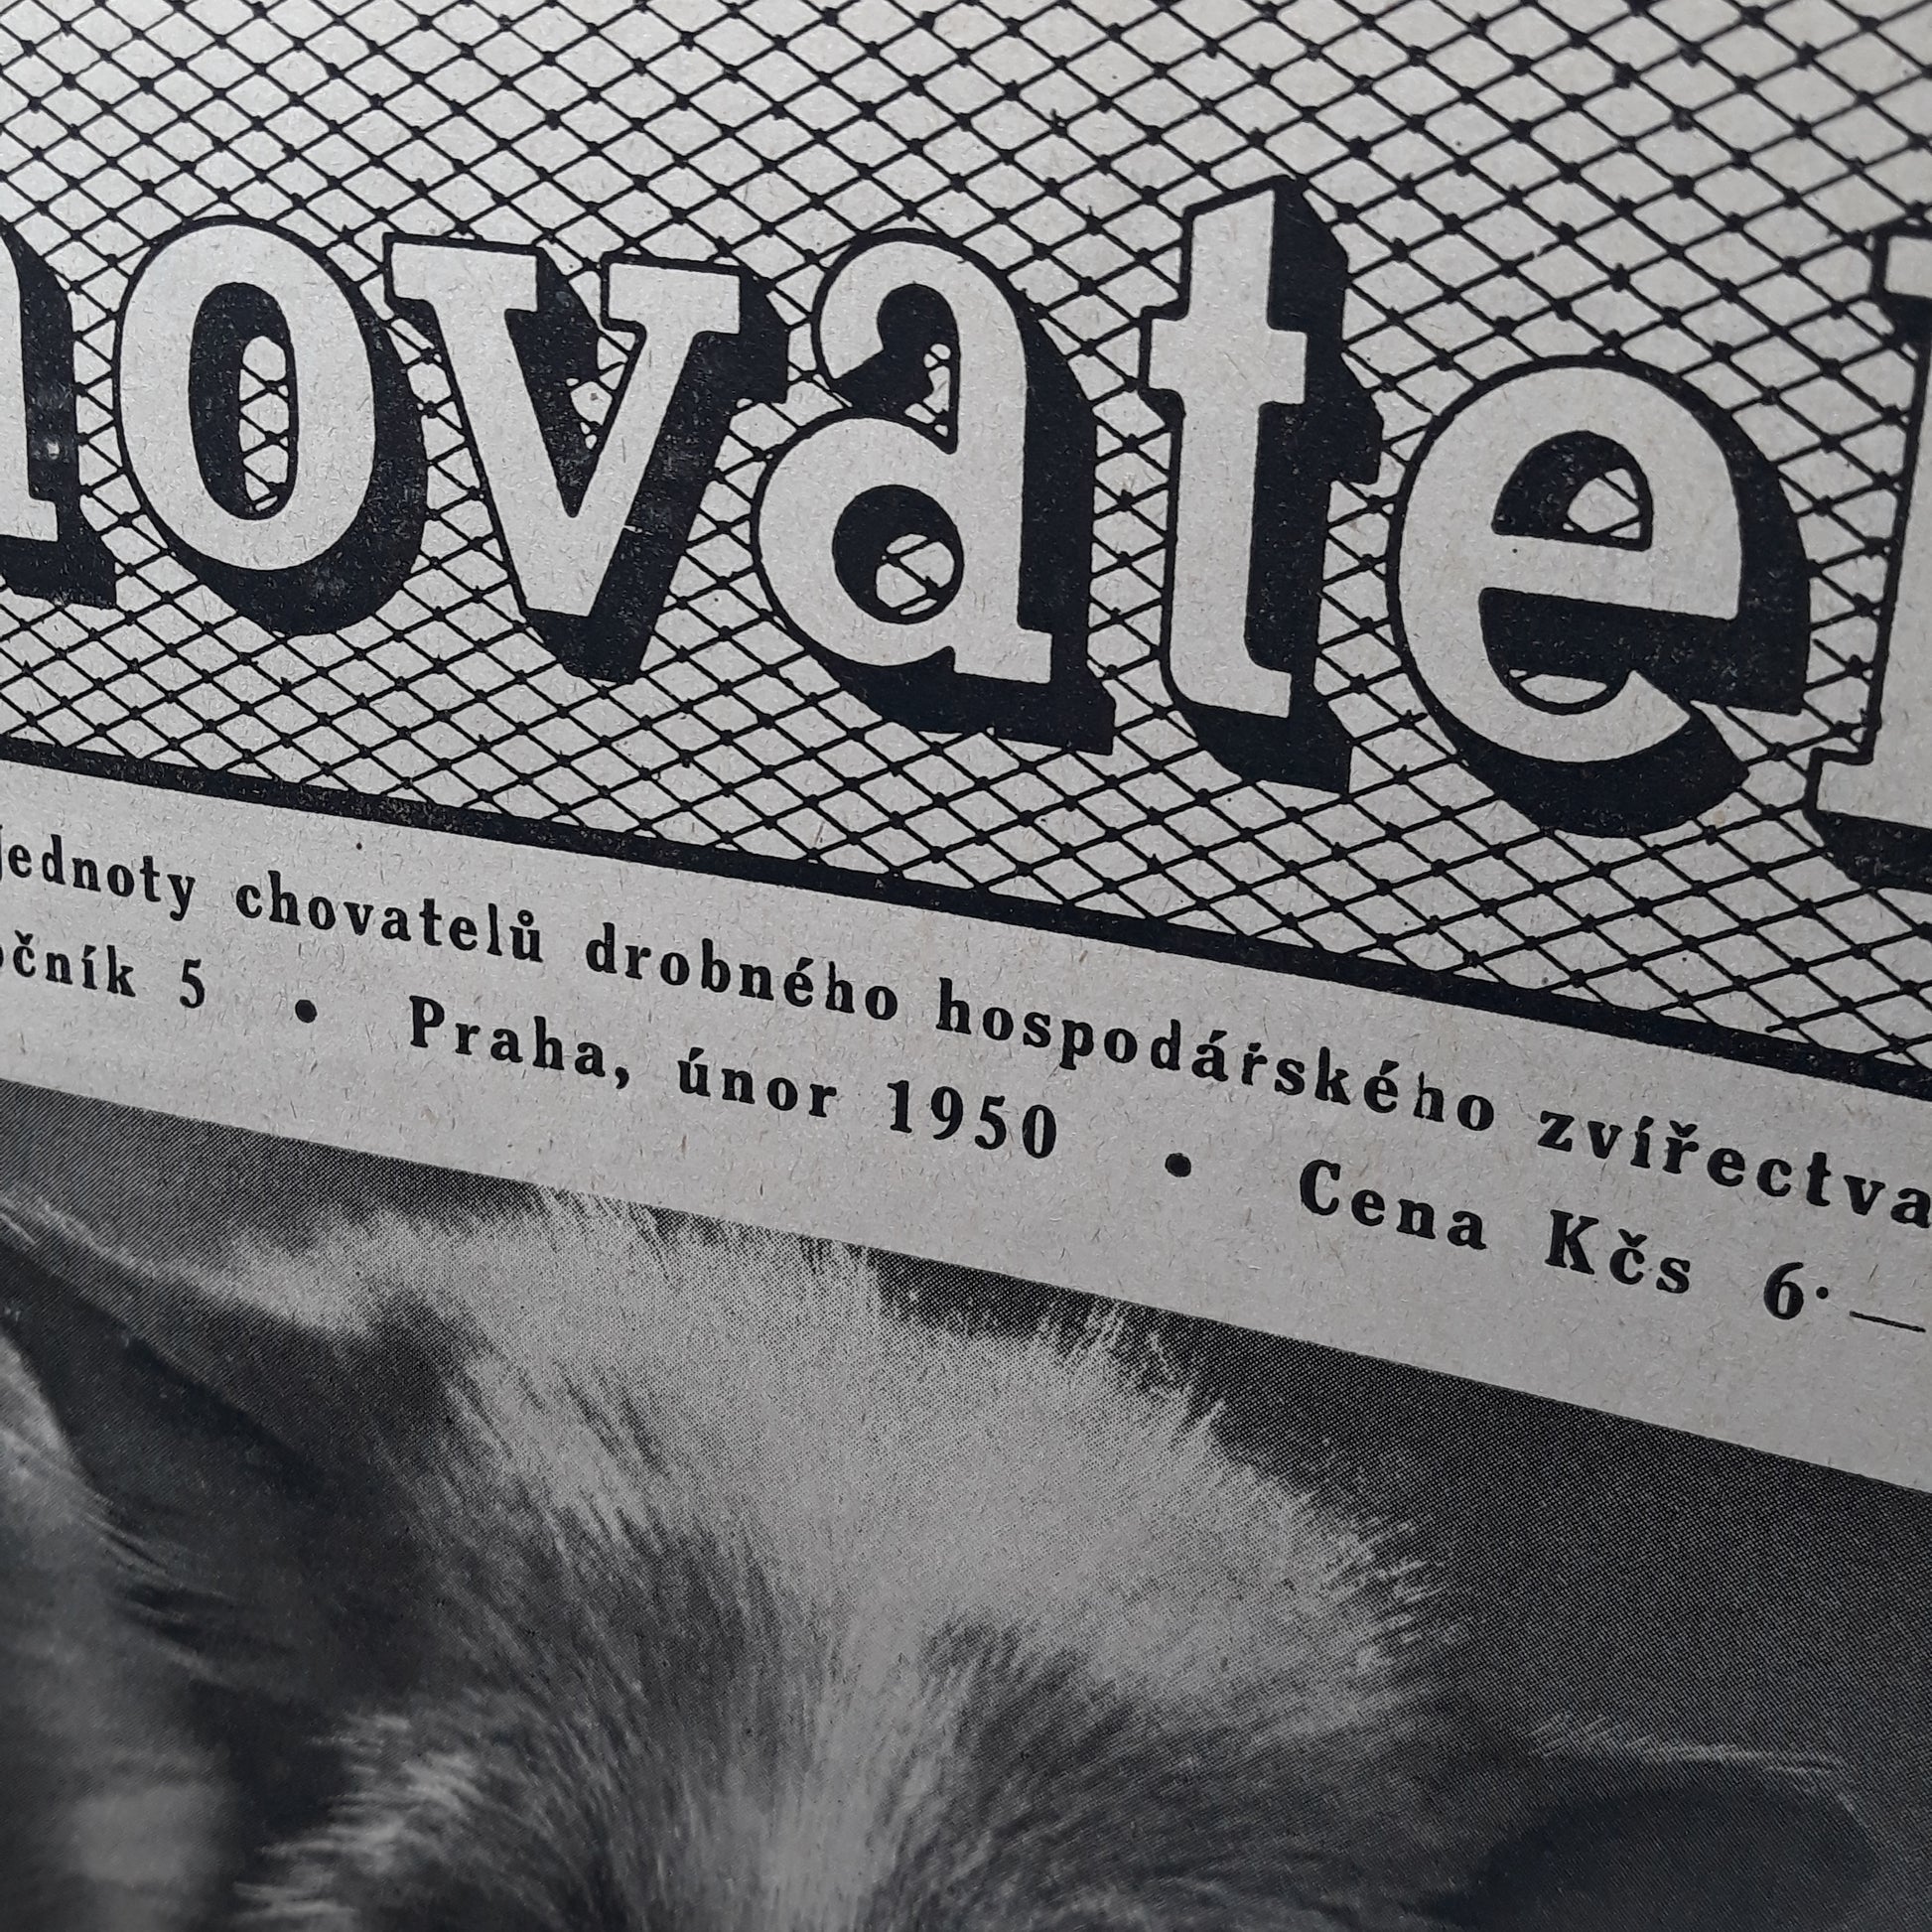 hovatel
jednoty chovatelů drobného hospodářského zvířectva
očník 5 • Praha, únor 1950 • Cena Kčs 6·—